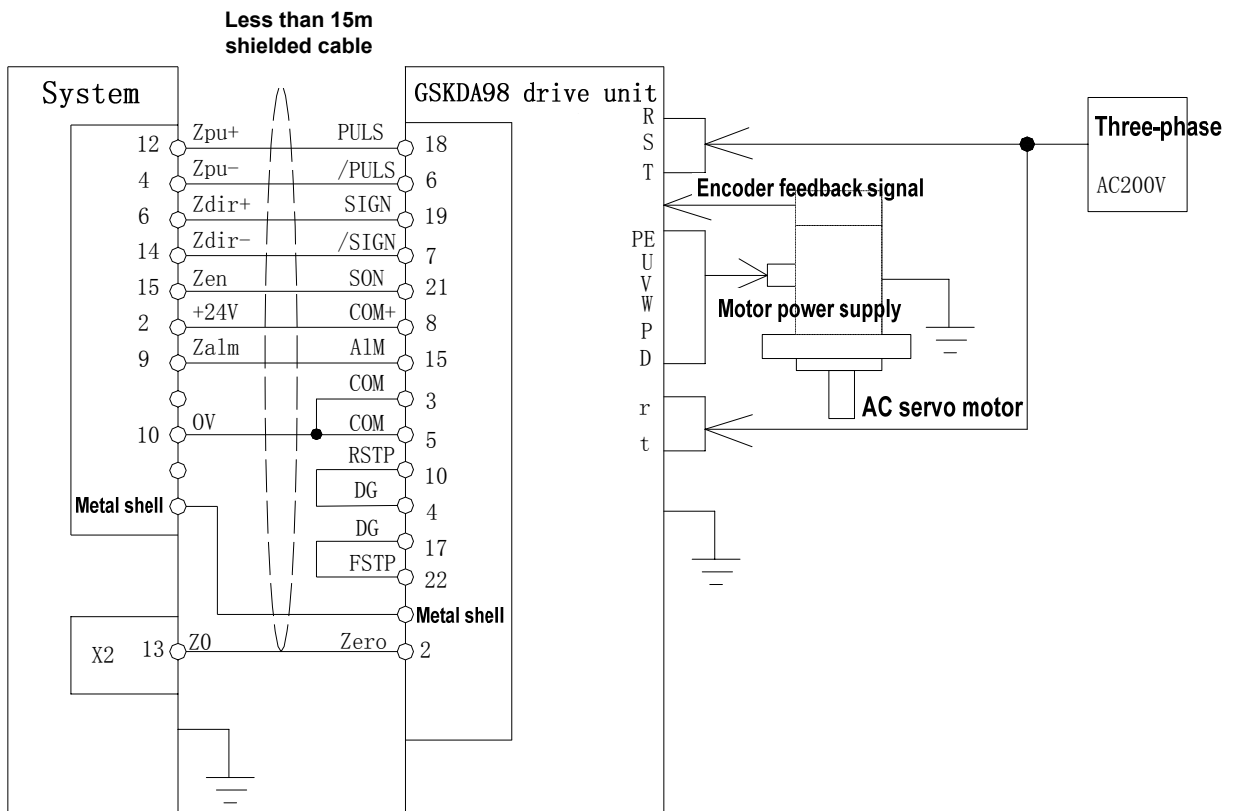 Less than 15m
shielded cable
System
GSKDA98 drive unit
12 Zpu+ PULS 18
4 Zpu- /PULS 6
6 Zdir+ SIGN 19
14 Zdir- /SIGN 7
15 Zen SON 21
2 +24V COM+ 8
9 Zalm AlM 15
COM 3
10 0V COM 5
RSTP 10
DG 4
DG 17
FSTP 22
Metal shell
Metal shell
X2 13 Z0 Zero 2
R
S
T
Encoder feedback signal
PE
U
V
W
P
D
Motor power supply
r
t
AC servo motor
Three-phase
AC200V